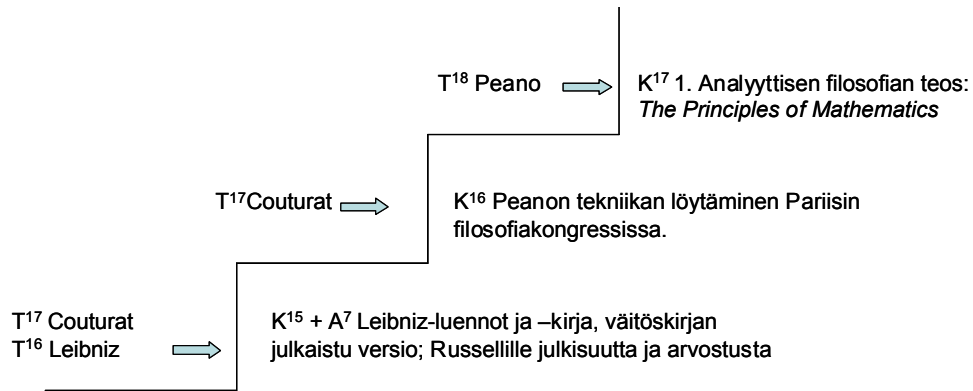 T¹⁸ Peano
K¹⁷ 1. Analyyttisen filosofian teos:
The Principles of Mathematics
T¹⁷Couturat
K¹⁶ Peanon tekniikan löytäminen Pariisin
filosofiakongressissa.
T¹⁷ Couturat
T¹⁶ Leibniz
K¹⁵ + A⁷ Leibniz-luennot ja –kirja, väitöskirjan
julkaistu versio; Russellille julkisuutta ja arvostusta